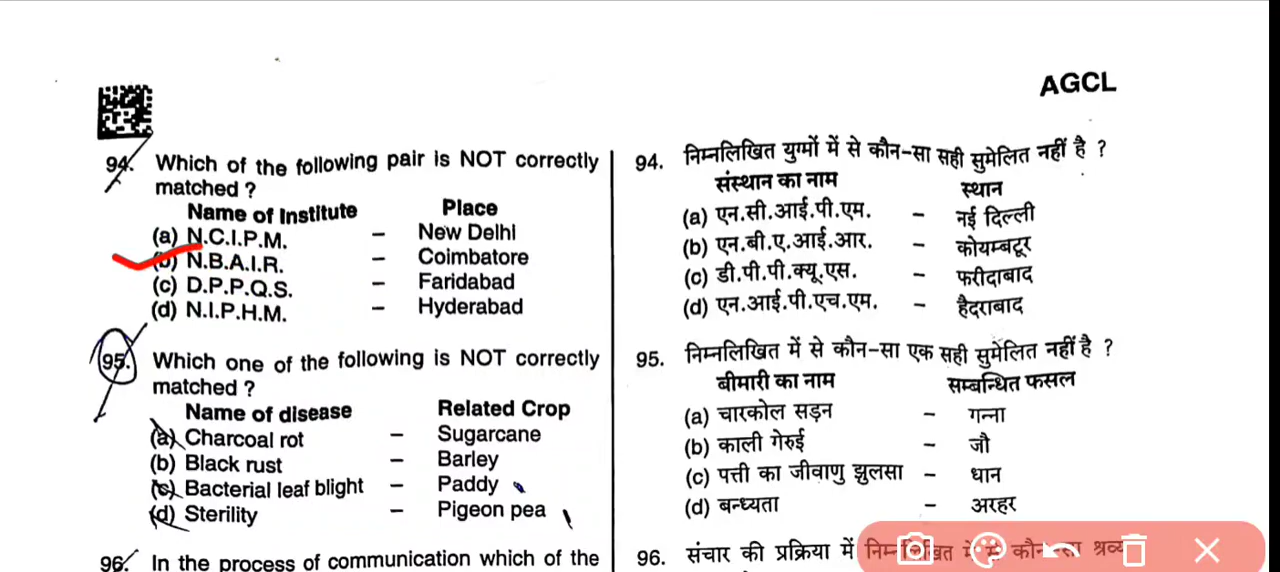 AGCL
94. Which of the following pair is NOT correctly
matched ?
Name of Institute Place
(a) N.C.I.P.M. – New Delhi
(b) N.B.A.I.R. – Coimbatore
(c) D.P.P.Q.S. – Faridabad
(d) N.I.P.H.M. – Hyderabad
95. Which one of the following is NOT correctly
matched ?
Name of disease Related Crop
(a) Charcoal rot – Sugarcane
(b) Black rust – Barley
(c) Bacterial leaf blight – Paddy
(d) Sterility – Pigeon pea
96. In the process of communication which of the
94. निम्नलिखित युग्मों में से कौन-सा सही सुमेलित नहीं है ?
संस्थान का नाम स्थान
(a) एन.सी.आई.पी.एम. – नई दिल्ली
(b) एन.बी.ए.आई.आर. – कोयम्बटूर
(c) डी.पी.पी.क्यू.एस. – फरीदाबाद
(d) एन.आई.पी.एच.एम. – हैदराबाद
95. निम्नलिखित में से कौन-सा एक सही सुमेलित नहीं है ?
बीमारी का नाम सम्बन्धित फसल
(a) चारकोल सड़न – गन्ना
(b) काली गेरुई – जौ
(c) पत्ती का जीवाणु झुलसा – धान
(d) बन्ध्यता – अरहर
96. संचार की प्रक्रिया में निम्नलिखित में से कौन-सा श्रव्य